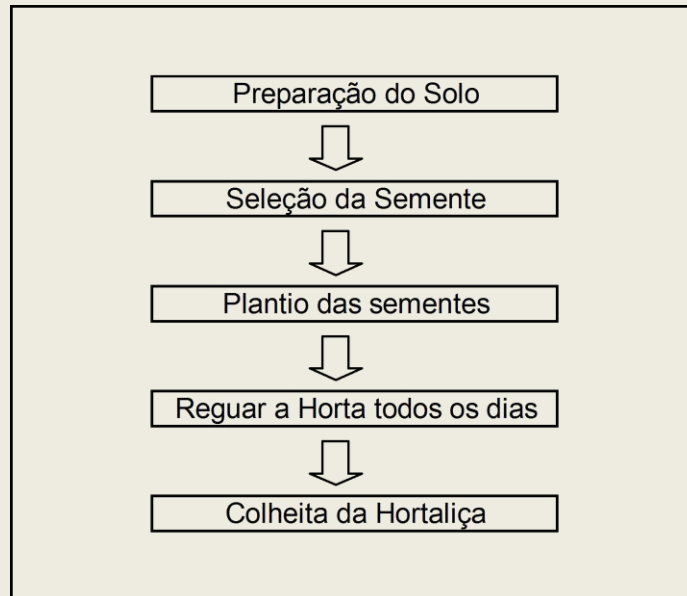 Preparação do Solo
Seleção da Semente
Plantio das sementes
Reguar a Horta todos os dias
Colheita da Hortaliça